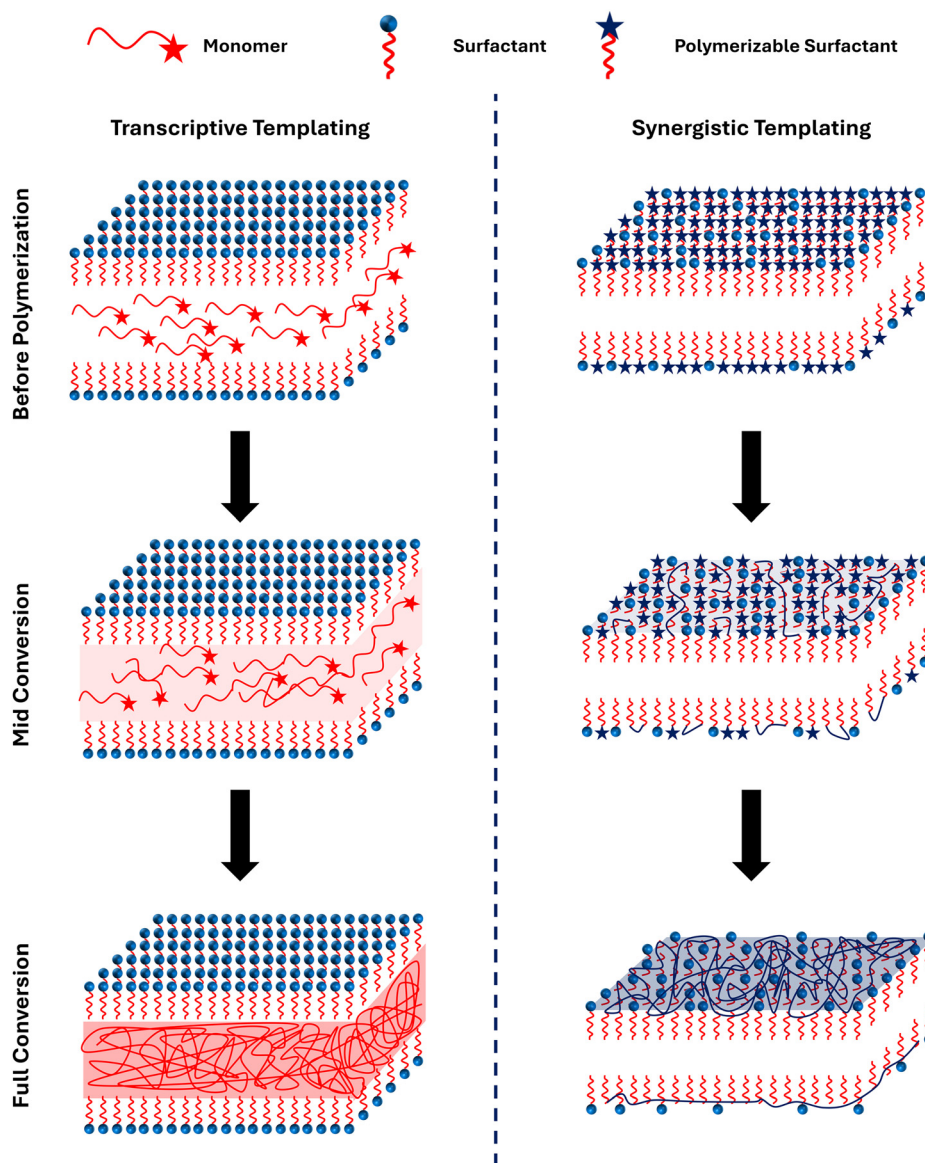 Monomer
Surfactant
Polymerizable Surfactant
Transcriptive Templating
Synergistic Templating
Before Polymerization
Mid Conversion
Full Conversion